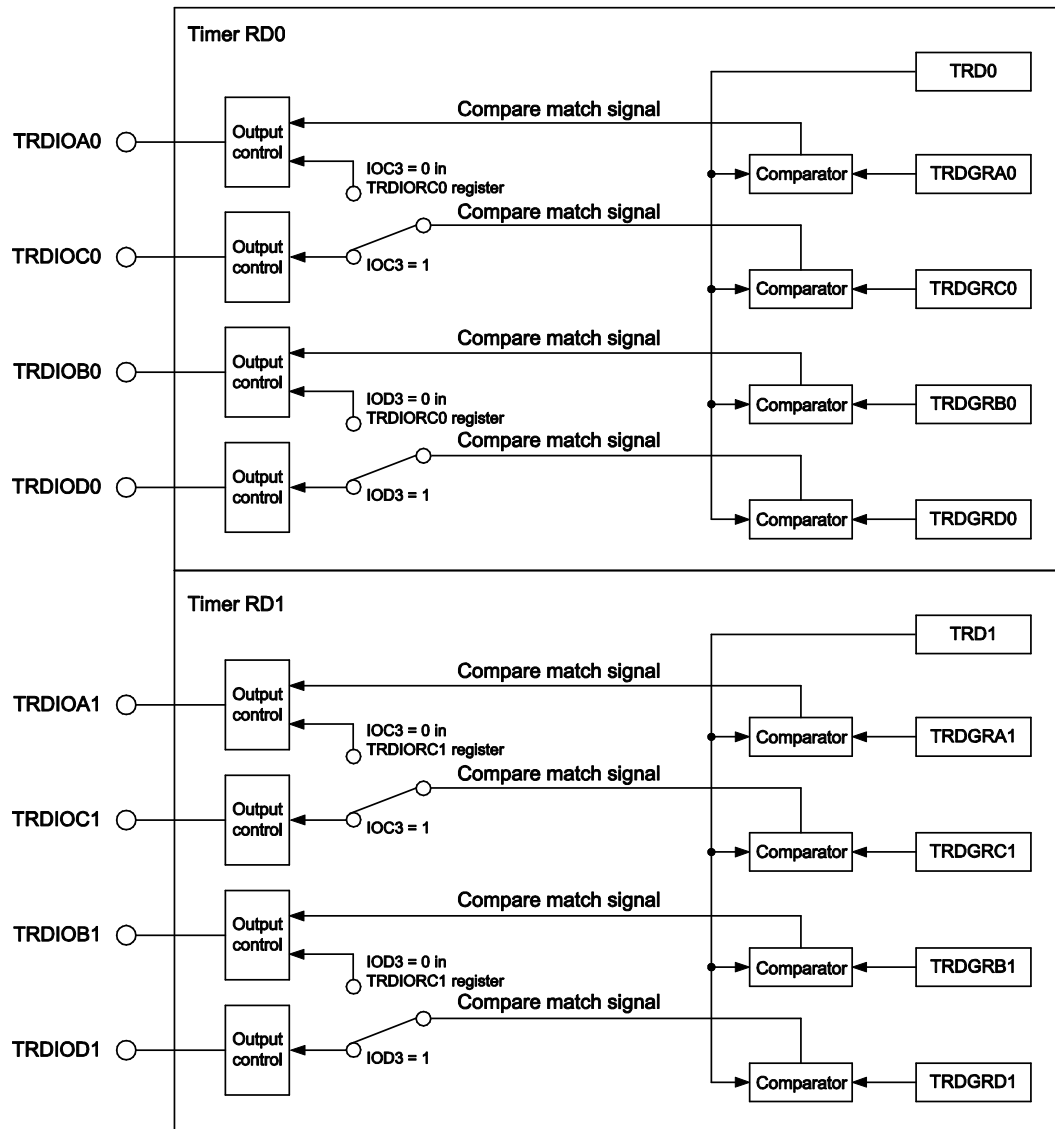 Timer RD0
TRD0
Compare match signal
TRDIOA0
Output
control
IOC3 = 0 in
TRDIORC0 register
Comparator
TRDGRA0
Compare match signal
TRDIOC0
Output
control
IOC3 = 1
Comparator
TRDGRC0
Compare match signal
TRDIOB0
Output
control
IOD3 = 0 in
TRDIORC0 register
Comparator
TRDGRB0
Compare match signal
TRDIOD0
Output
control
IOD3 = 1
Comparator
TRDGRD0
Timer RD1
TRD1
Compare match signal
TRDIOA1
Output
control
IOC3 = 0 in
TRDIORC1 register
Comparator
TRDGRA1
Compare match signal
TRDIOC1
Output
control
IOC3 = 1
Comparator
TRDGRC1
Compare match signal
TRDIOB1
Output
control
IOD3 = 0 in
TRDIORC1 register
Comparator
TRDGRB1
Compare match signal
TRDIOD1
Output
control
IOD3 = 1
Comparator
TRDGRD1